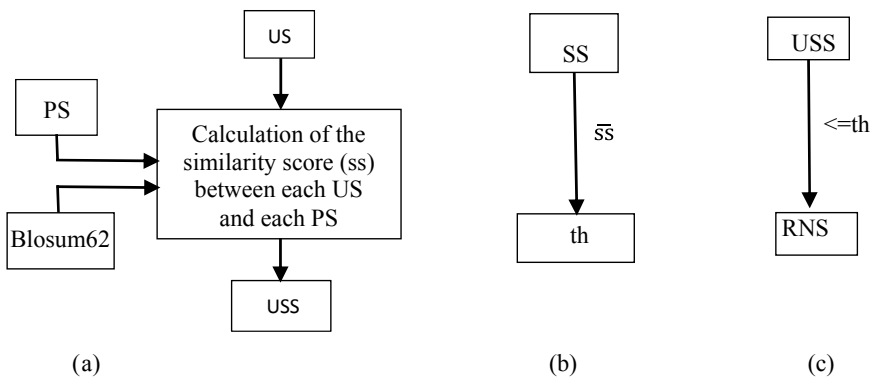 US
PS
Calculation of the
similarity score (ss)
between each US
and each PS
Blosum62
USS
(a)
SS
s̅s̅
th
(b)
USS
<=th
RNS
(c)